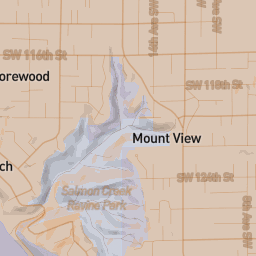 14th Ave SW
SW 116th St
orewood
SW 118th St
Mount View
ch
SW 124th St
Salmon Creek
Ravine Park
8th Ave SW